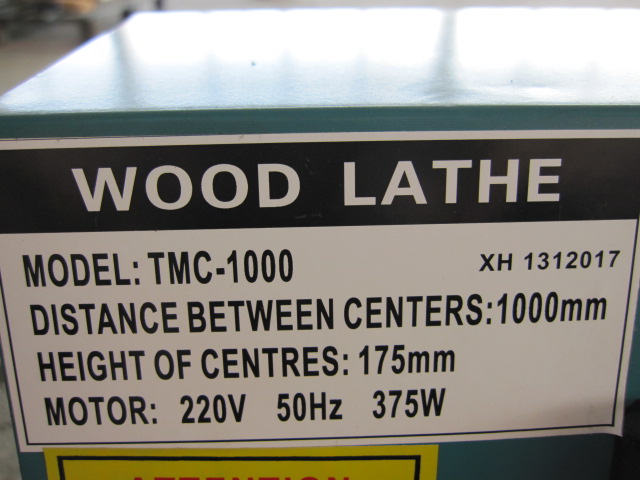 WOOD LATHE
MODEL: TMC-1000 XH 1312017
DISTANCE BETWEEN CENTERS: 1000mm
HEIGHT OF CENTRES: 175mm
MOTOR: 220V 50Hz 375W
ATTENTION